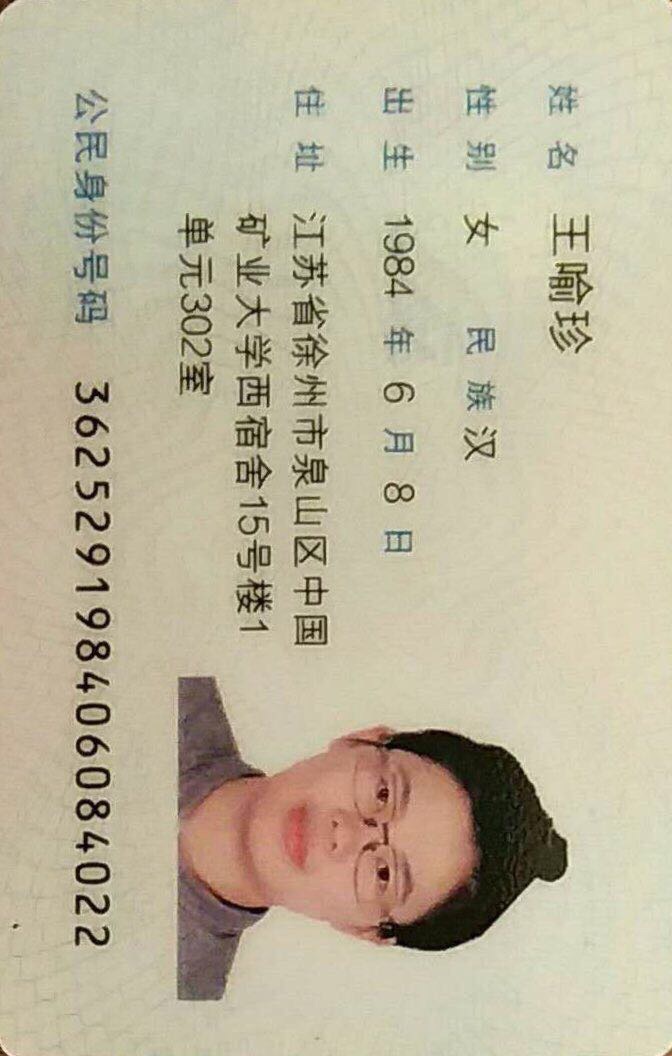 姓名 王喻珍
性别 女 民族 汉
出生 1984 年 6 月 8 日
住址 江苏省徐州市泉山区中国
矿业大学西宿舍15号楼1
单元302室
公民身份号码 362529198406084022